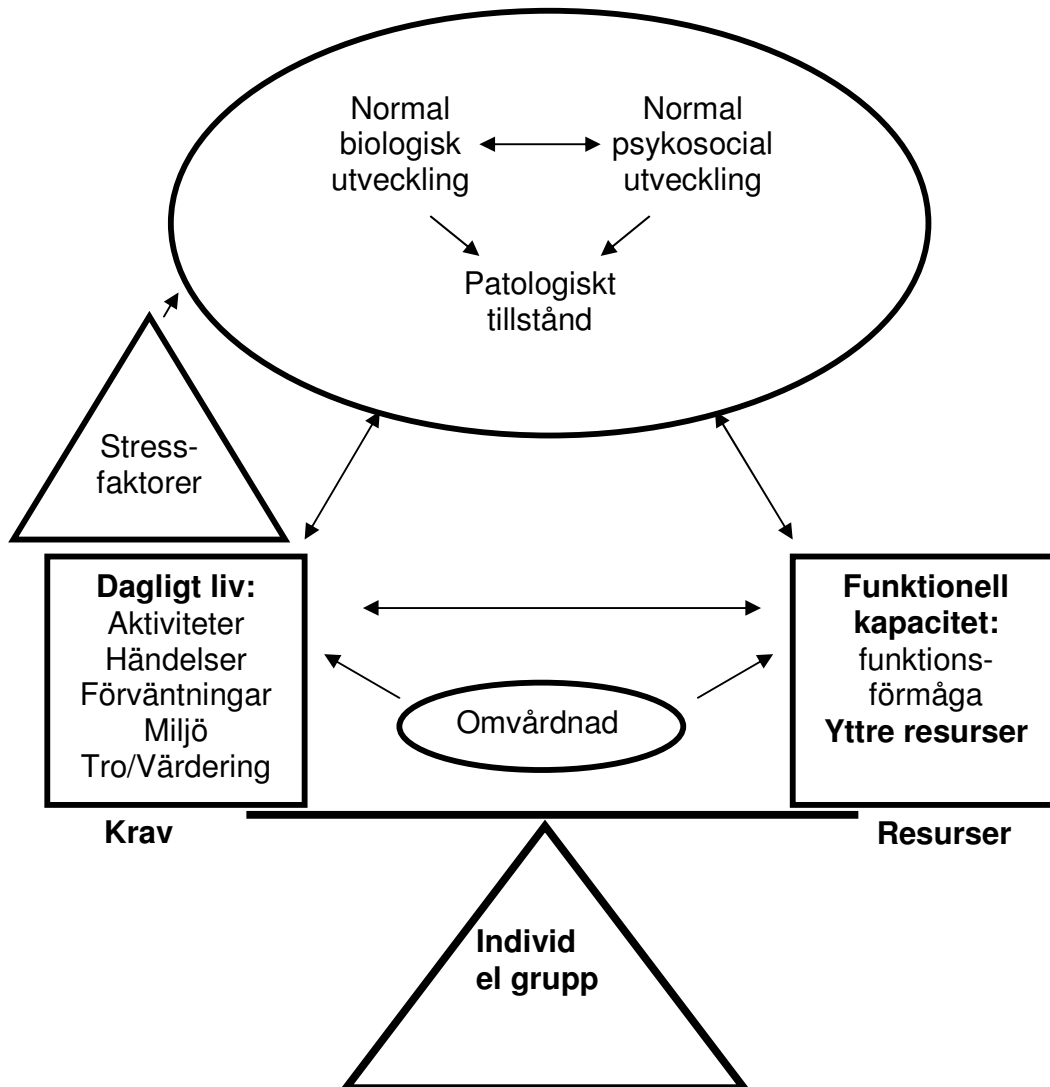 Normal
biologisk
utveckling
Normal
psykosocial
utveckling
Patologiskt
tillstånd
Stress-
faktorer
Dagligt liv:
Aktiviteter
Händelser
Förväntningar
Miljö
Tro/Värdering
Omvårdnad
Funktionell
kapacitet:
funktions-
förmåga
Yttre resurser
Krav
Resurser
Individ
el grupp